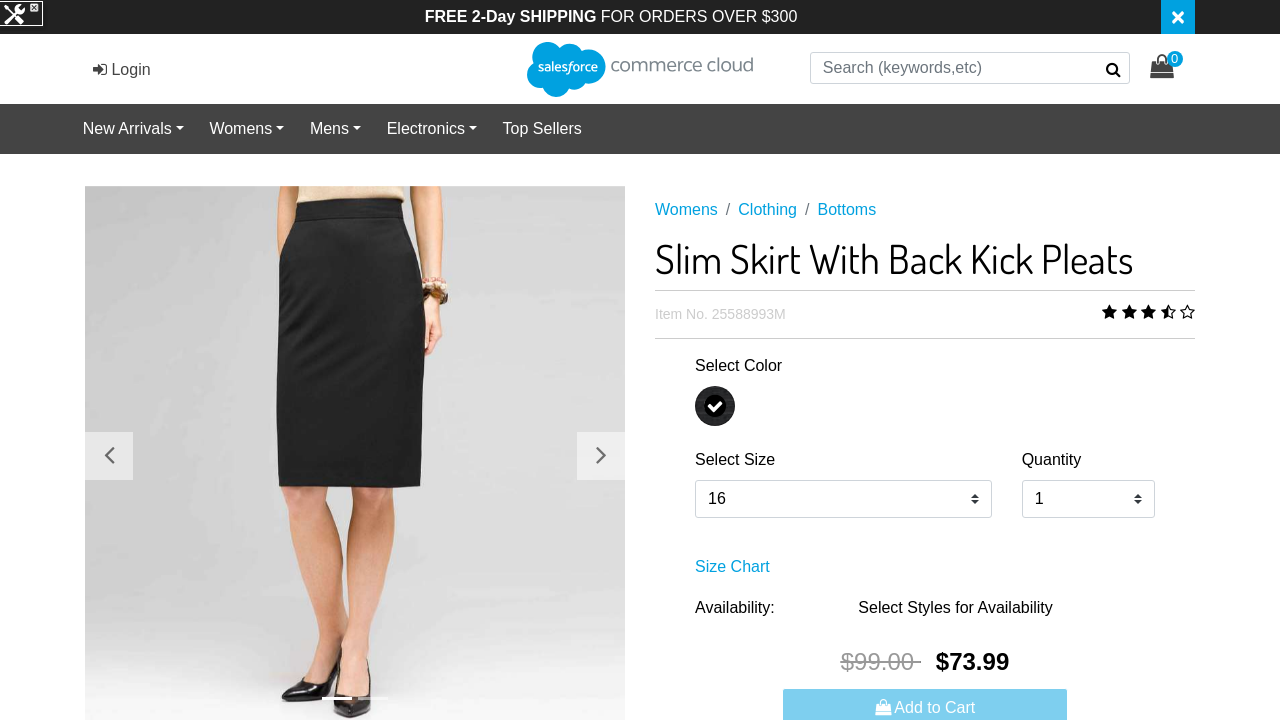 FREE 2-Day SHIPPING FOR ORDERS OVER $300
Login
salesforce commerce cloud
Search (keywords,etc)
0
New Arrivals
Womens
Mens
Electronics
Top Sellers
Womens / Clothing / Bottoms
Slim Skirt With Back Kick Pleats
Item No. 25588993M
Select Color
Select Size
Quantity
16
1
Size Chart
Availability:
Select Styles for Availability
$99.00 $73.99
Add to Cart